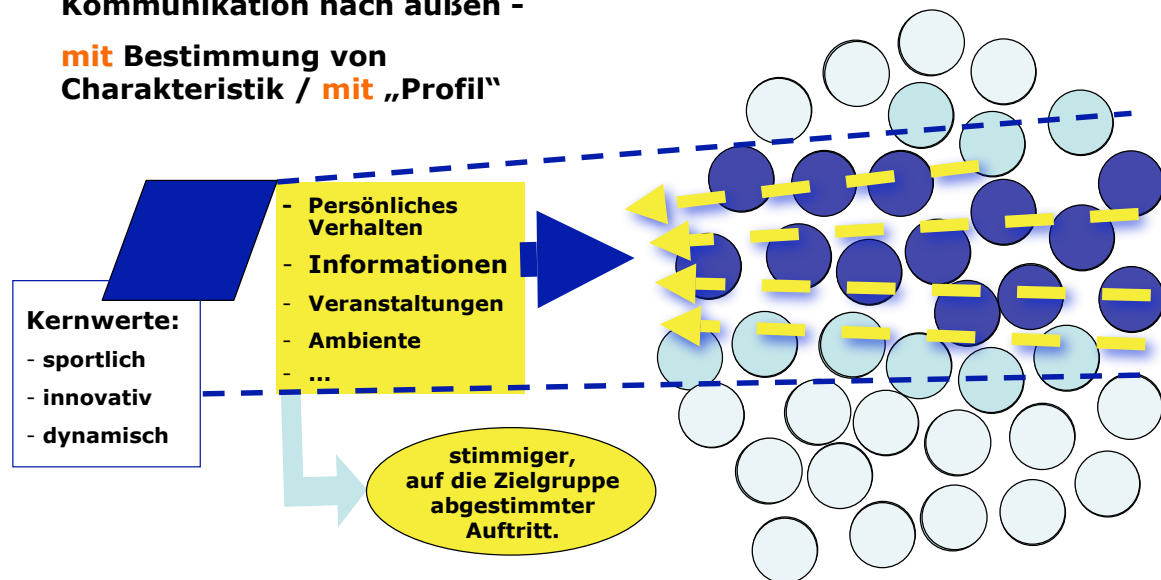 Kommunikation nach außen -
mit Bestimmung von
Charakteristik / mit „Profil“
- Persönliches
Verhalten
- Informationen
- Veranstaltungen
- Ambiente
- ...
Kernwerte:
- sportlich
- innovativ
- dynamisch
stimmiger,
auf die Zielgruppe
abgestimmter
Auftritt.